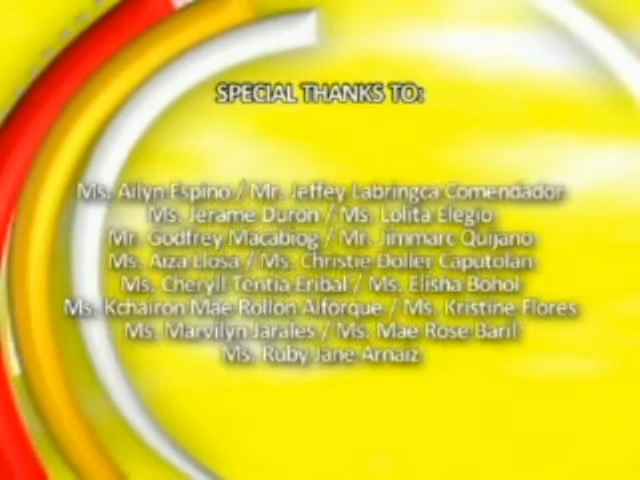 SPECIAL THANKS TO:
Ms. Ailyn Espino / Mr. Jeffey Labringca Comendador
Ms. Jerame Duron / Ms. Lolita Elegio
Mr. Godfrey Macabiog / Mr. Jimmarc Quijano
Ms. Aiza Llosa / Ms. Christie Doller Caputolan
Ms. Cheryll Tentia Eribal / Ms. Elisha Bohol
Ms. Kchairon Mae Rollon Alforque / Ms. Kristine Flores
Ms. Marvilyn Jarales / Ms. Mae Rose Baril
Ms. Ruby Jane Arnaiz